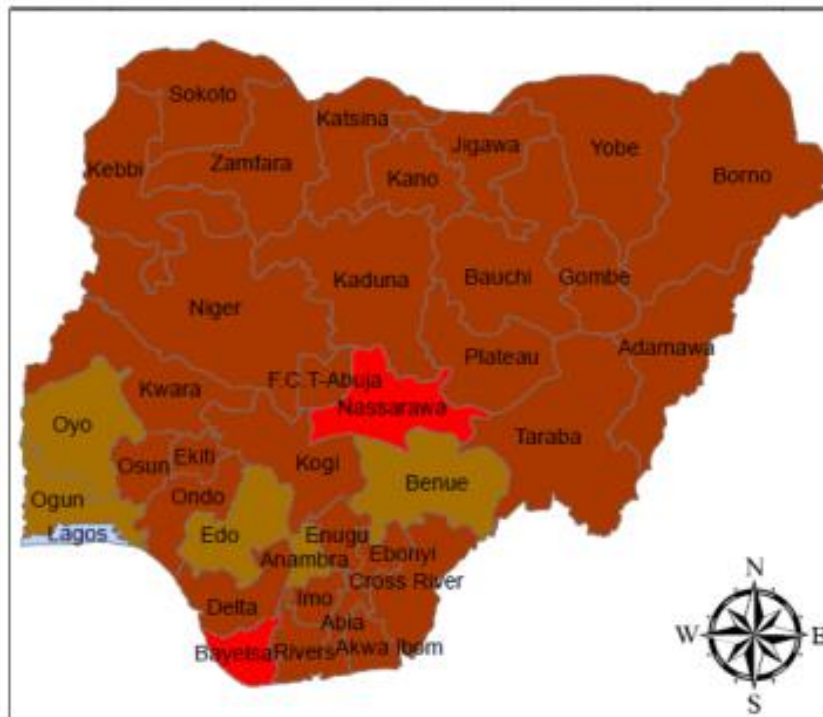 Sokoto
Katsina
Jigawa
Yobe
Kebbi
Zamfara
Kano
Borno
Kaduna
Bauchi
Gombe
Niger
Adamawa
Plateau
F.C.T-Abuja
Kwara
Nassarawa
Oyo
Taraba
Osun
Ekiti
Kogi
Benue
Ogun
Ondo
Lagos
Edo
Enugu
Anambra
Ebonyi
Cross River
Delta
Imo
Abia
Bayelsa
Rivers
Akwa Ibom
N
W
E
S